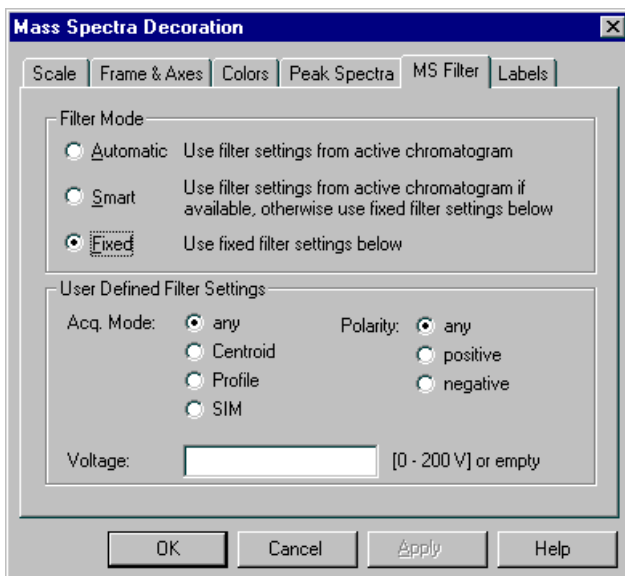 Mass Spectra Decoration
Scale Frame & Axes Colors Peak Spectra MS Filter Labels
Filter Mode
Automatic Use filter settings from active chromatogram
Smart Use filter settings from active chromatogram if
available, otherwise use fixed filter settings below
Fixed Use fixed filter settings below
User Defined Filter Settings
Acq. Mode: any Polarity: any
Centroid positive
Profile negative
SIM
Voltage: [0 - 200 V] or empty
OK Cancel Apply Help